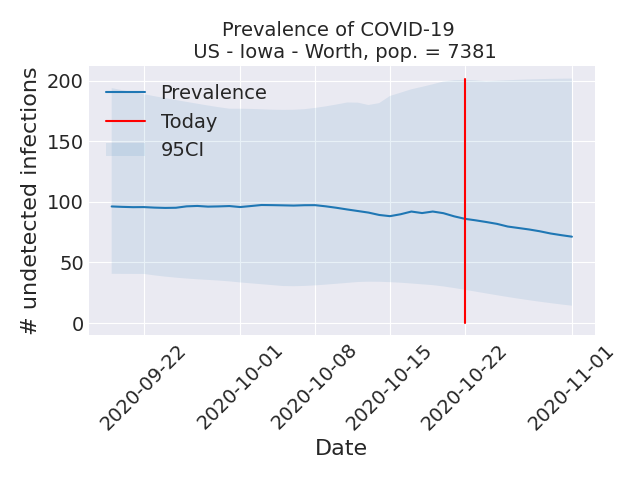 Prevalence of COVID-19
US - Iowa - Worth, pop. = 7381
# undetected infections
200
150
100
50
0
Prevalence
Today
95CI
2020-09-22
2020-10-01
2020-10-08
2020-10-15
2020-10-22
2020-11-01
Date